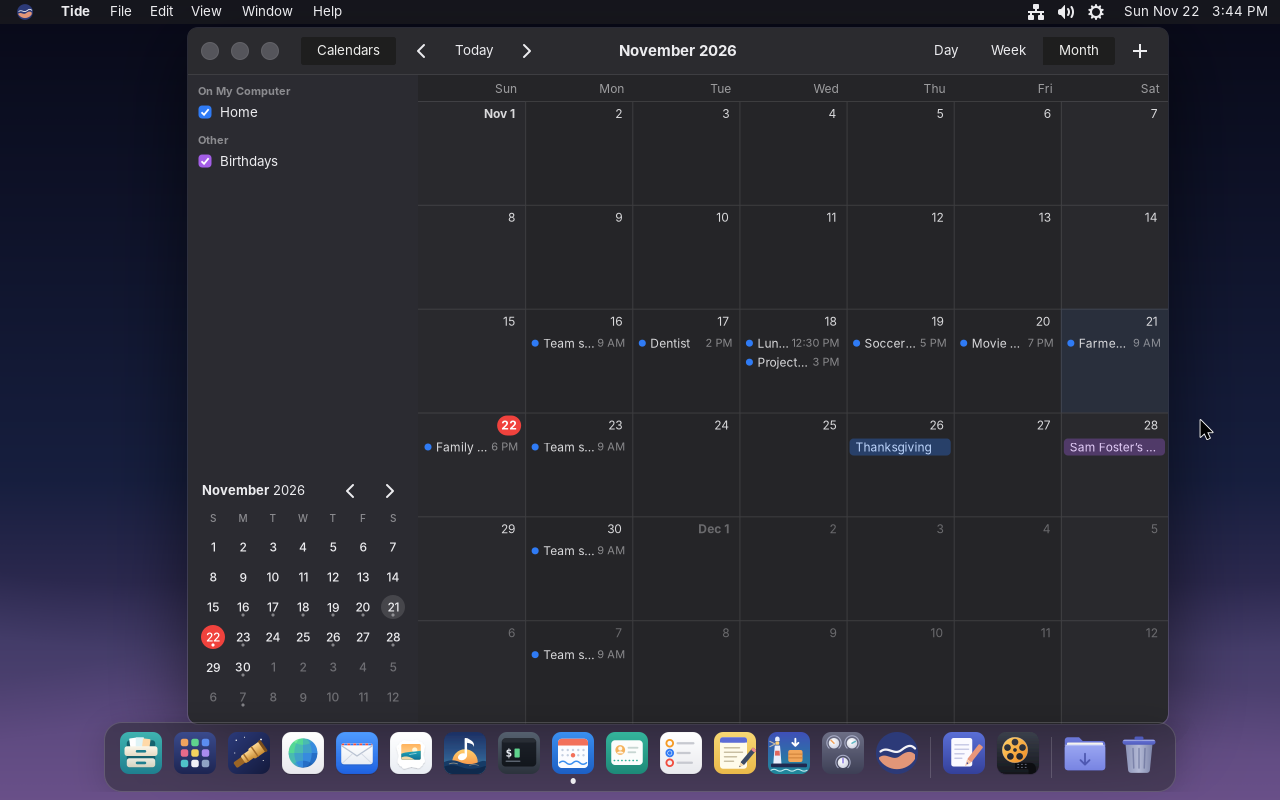 Tide File Edit View Window Help Sun Nov 22 3:44 PM
Calendars Today November 2026 Day Week Month
On My Computer
Home
Other
Birthdays
Sun Mon Tue Wed Thu Fri Sat
Nov 1 2 3 4 5 6 7
8 9 10 11 12 13 14
15 16 17 18 19 20 21
Team s... 9 AM Dentist 2 PM Lun... 12:30 PM Soccer... 5 PM Movie ... 7 PM Farme... 9 AM
Project... 3 PM
22 23 24 25 26 27 28
Family ... 6 PM Team s... 9 AM Thanksgiving Sam Foster's ...
29 30 Dec 1 2 3 4 5
Team s... 9 AM
6 7 8 9 10 11 12
Team s... 9 AM
November 2026
S M T W T F S
1 2 3 4 5 6 7
8 9 10 11 12 13 14
15 16 17 18 19 20 21
22 23 24 25 26 27 28
29 30 1 2 3 4 5
6 7 8 9 10 11 12
$